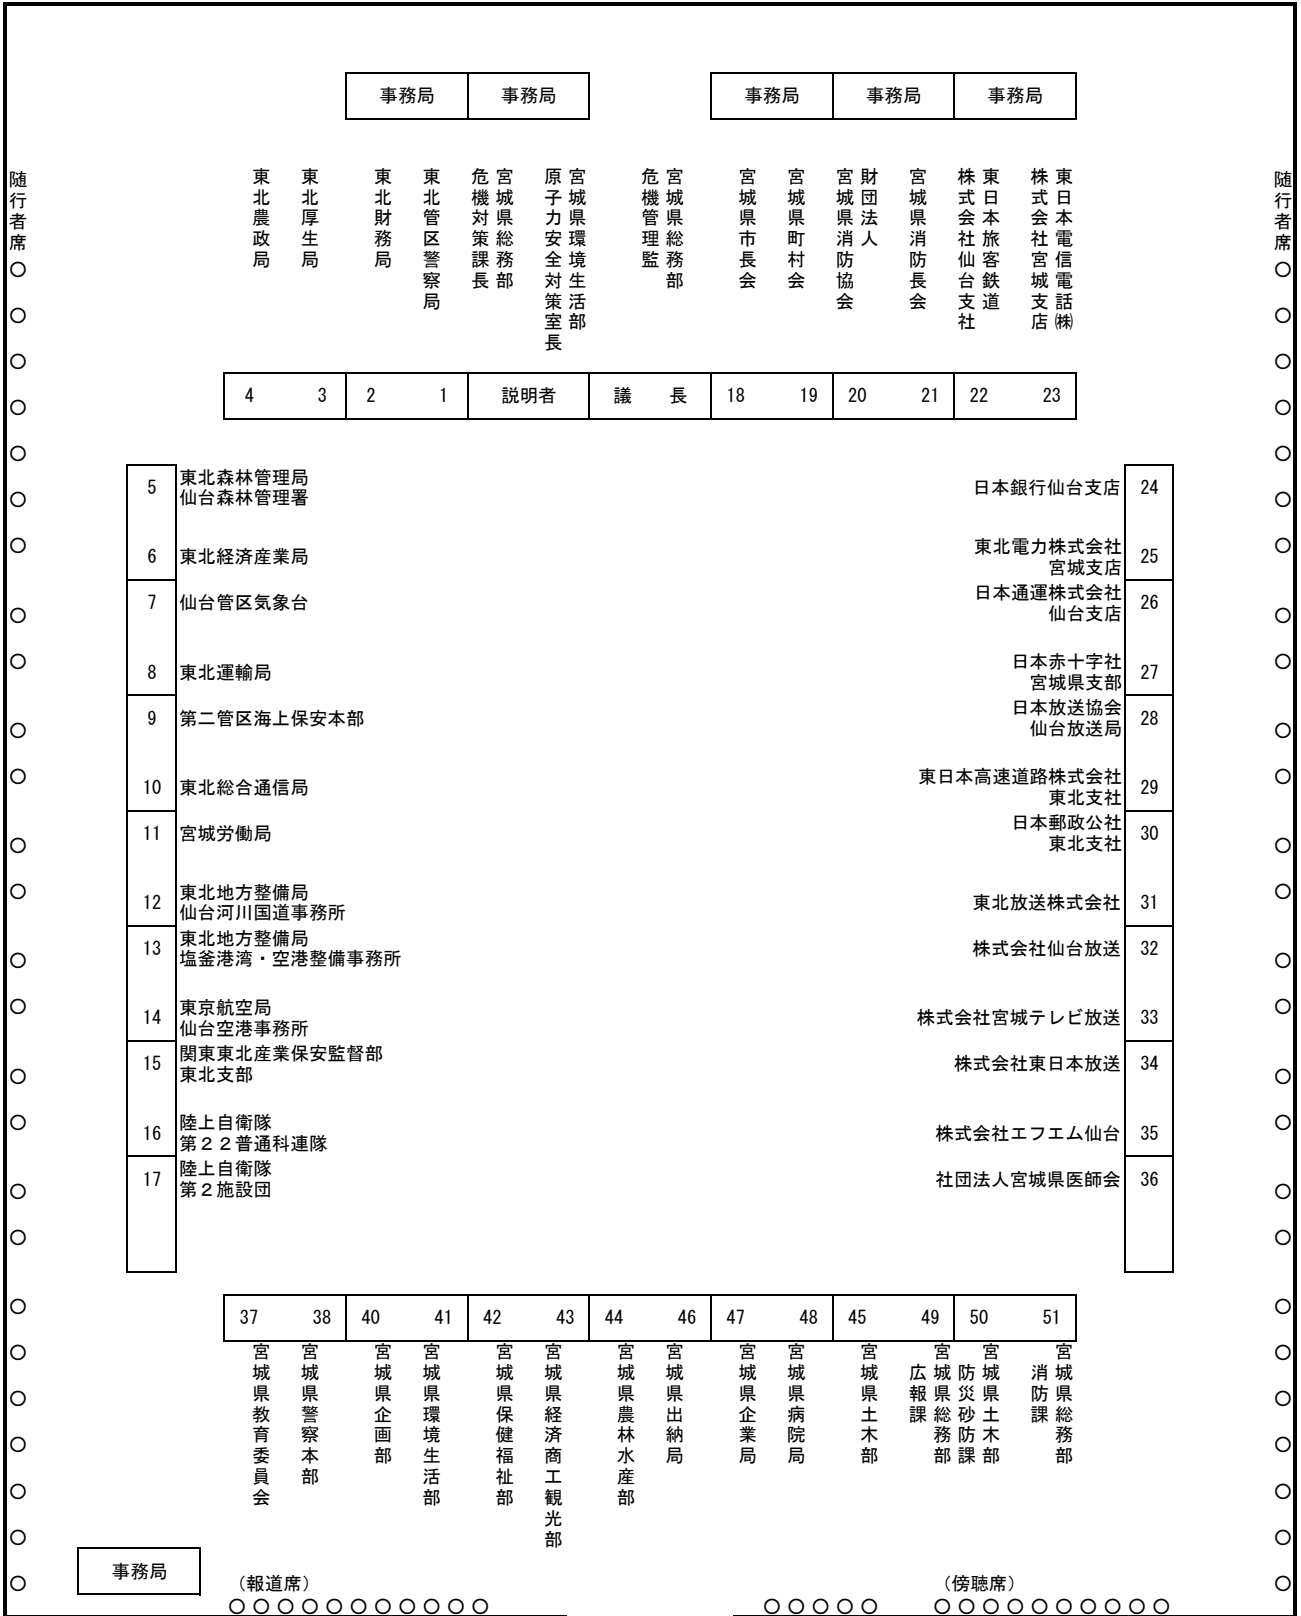 事務局 事務局 事務局 事務局 事務局
随行者席
東北農政局
東北厚生局
東北財務局
東北管区警察局
宮城県総務部
危機対策課長
宮城県環境生活部
原子力安全対策室長
宮城県総務部
危機管理監
宮城県市長会
宮城県町村会
財団法人
宮城県消防協会
宮城県消防長会
東日本旅客鉄道
株式会社仙台支社
東日本電信電話㈱
株式会社宮城支店
随行者席
4 3 2 1 説明者 議 長 18 19 20 21 22 23
5 東北森林管理局
仙台森林管理署
6 東北経済産業局
7 仙台管区気象台
8 東北運輸局
9 第二管区海上保安本部
10 東北総合通信局
11 宮城労働局
12 東北地方整備局
仙台河川国道事務所
13 東北地方整備局
塩釜港湾・空港整備事務所
14 東京航空局
仙台空港事務所
15 関東東北産業保安監督部
東北支部
16 陸上自衛隊
第２２普通科連隊
17 陸上自衛隊
第２施設団
日本銀行仙台支店 24
東北電力株式会社
宮城支店 25
日本通運株式会社
仙台支店 26
日本赤十字社
宮城県支部 27
日本放送協会
仙台放送局 28
東日本高速道路株式会社
東北支社 29
日本郵政公社
東北支社 30
東北放送株式会社 31
株式会社仙台放送 32
株式会社宮城テレビ放送 33
株式会社東日本放送 34
株式会社エフエム仙台 35
社団法人宮城県医師会 36
37 38 40 41 42 43 44 46 47 48 45 49 50 51
宮城県教育委員会
宮城県警察本部
宮城県企画部
宮城県環境生活部
宮城県保健福祉部
宮城県経済商工観光部
宮城県農林水産部
宮城県出納局
宮城県企業局
宮城県病院局
宮城県土木部
宮城県総務部
広報課
宮城県土木部
防災砂防課
宮城県総務部
消防課
事務局
（報道席）
（傍聴席）